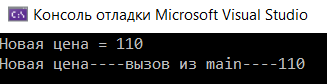 Консоль отладки Microsoft Visual Studio
Новая цена = 110
Новая цена----вызов из main----110